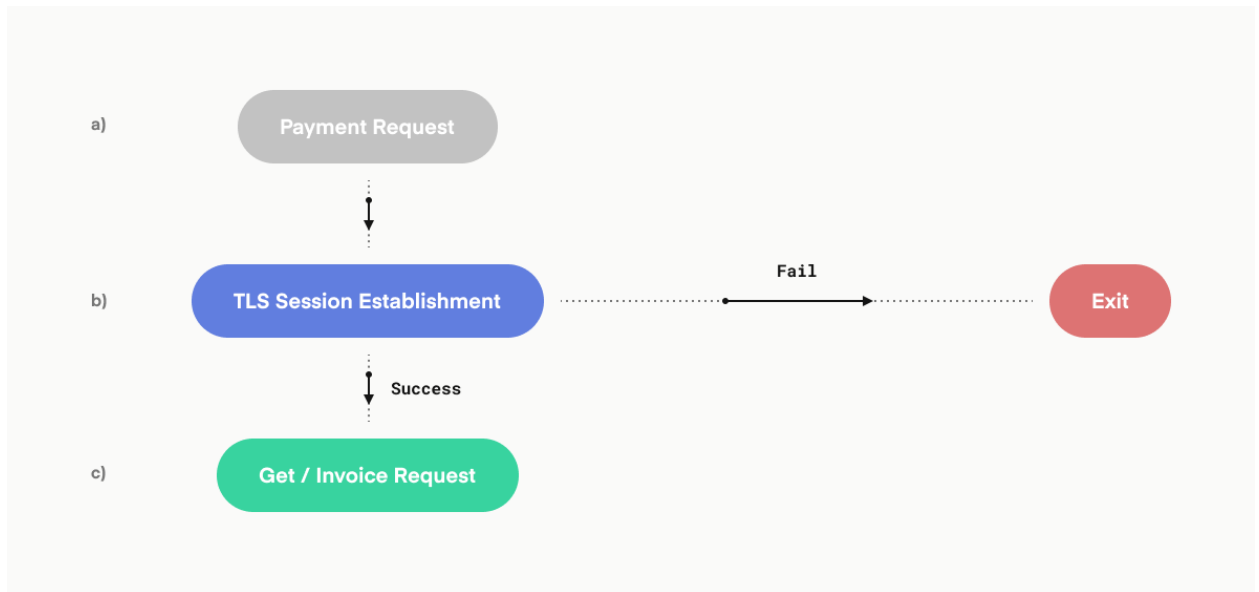 a)
Payment Request
Fail
b)
TLS Session Establishment
Exit
Success
c)
Get / Invoice Request